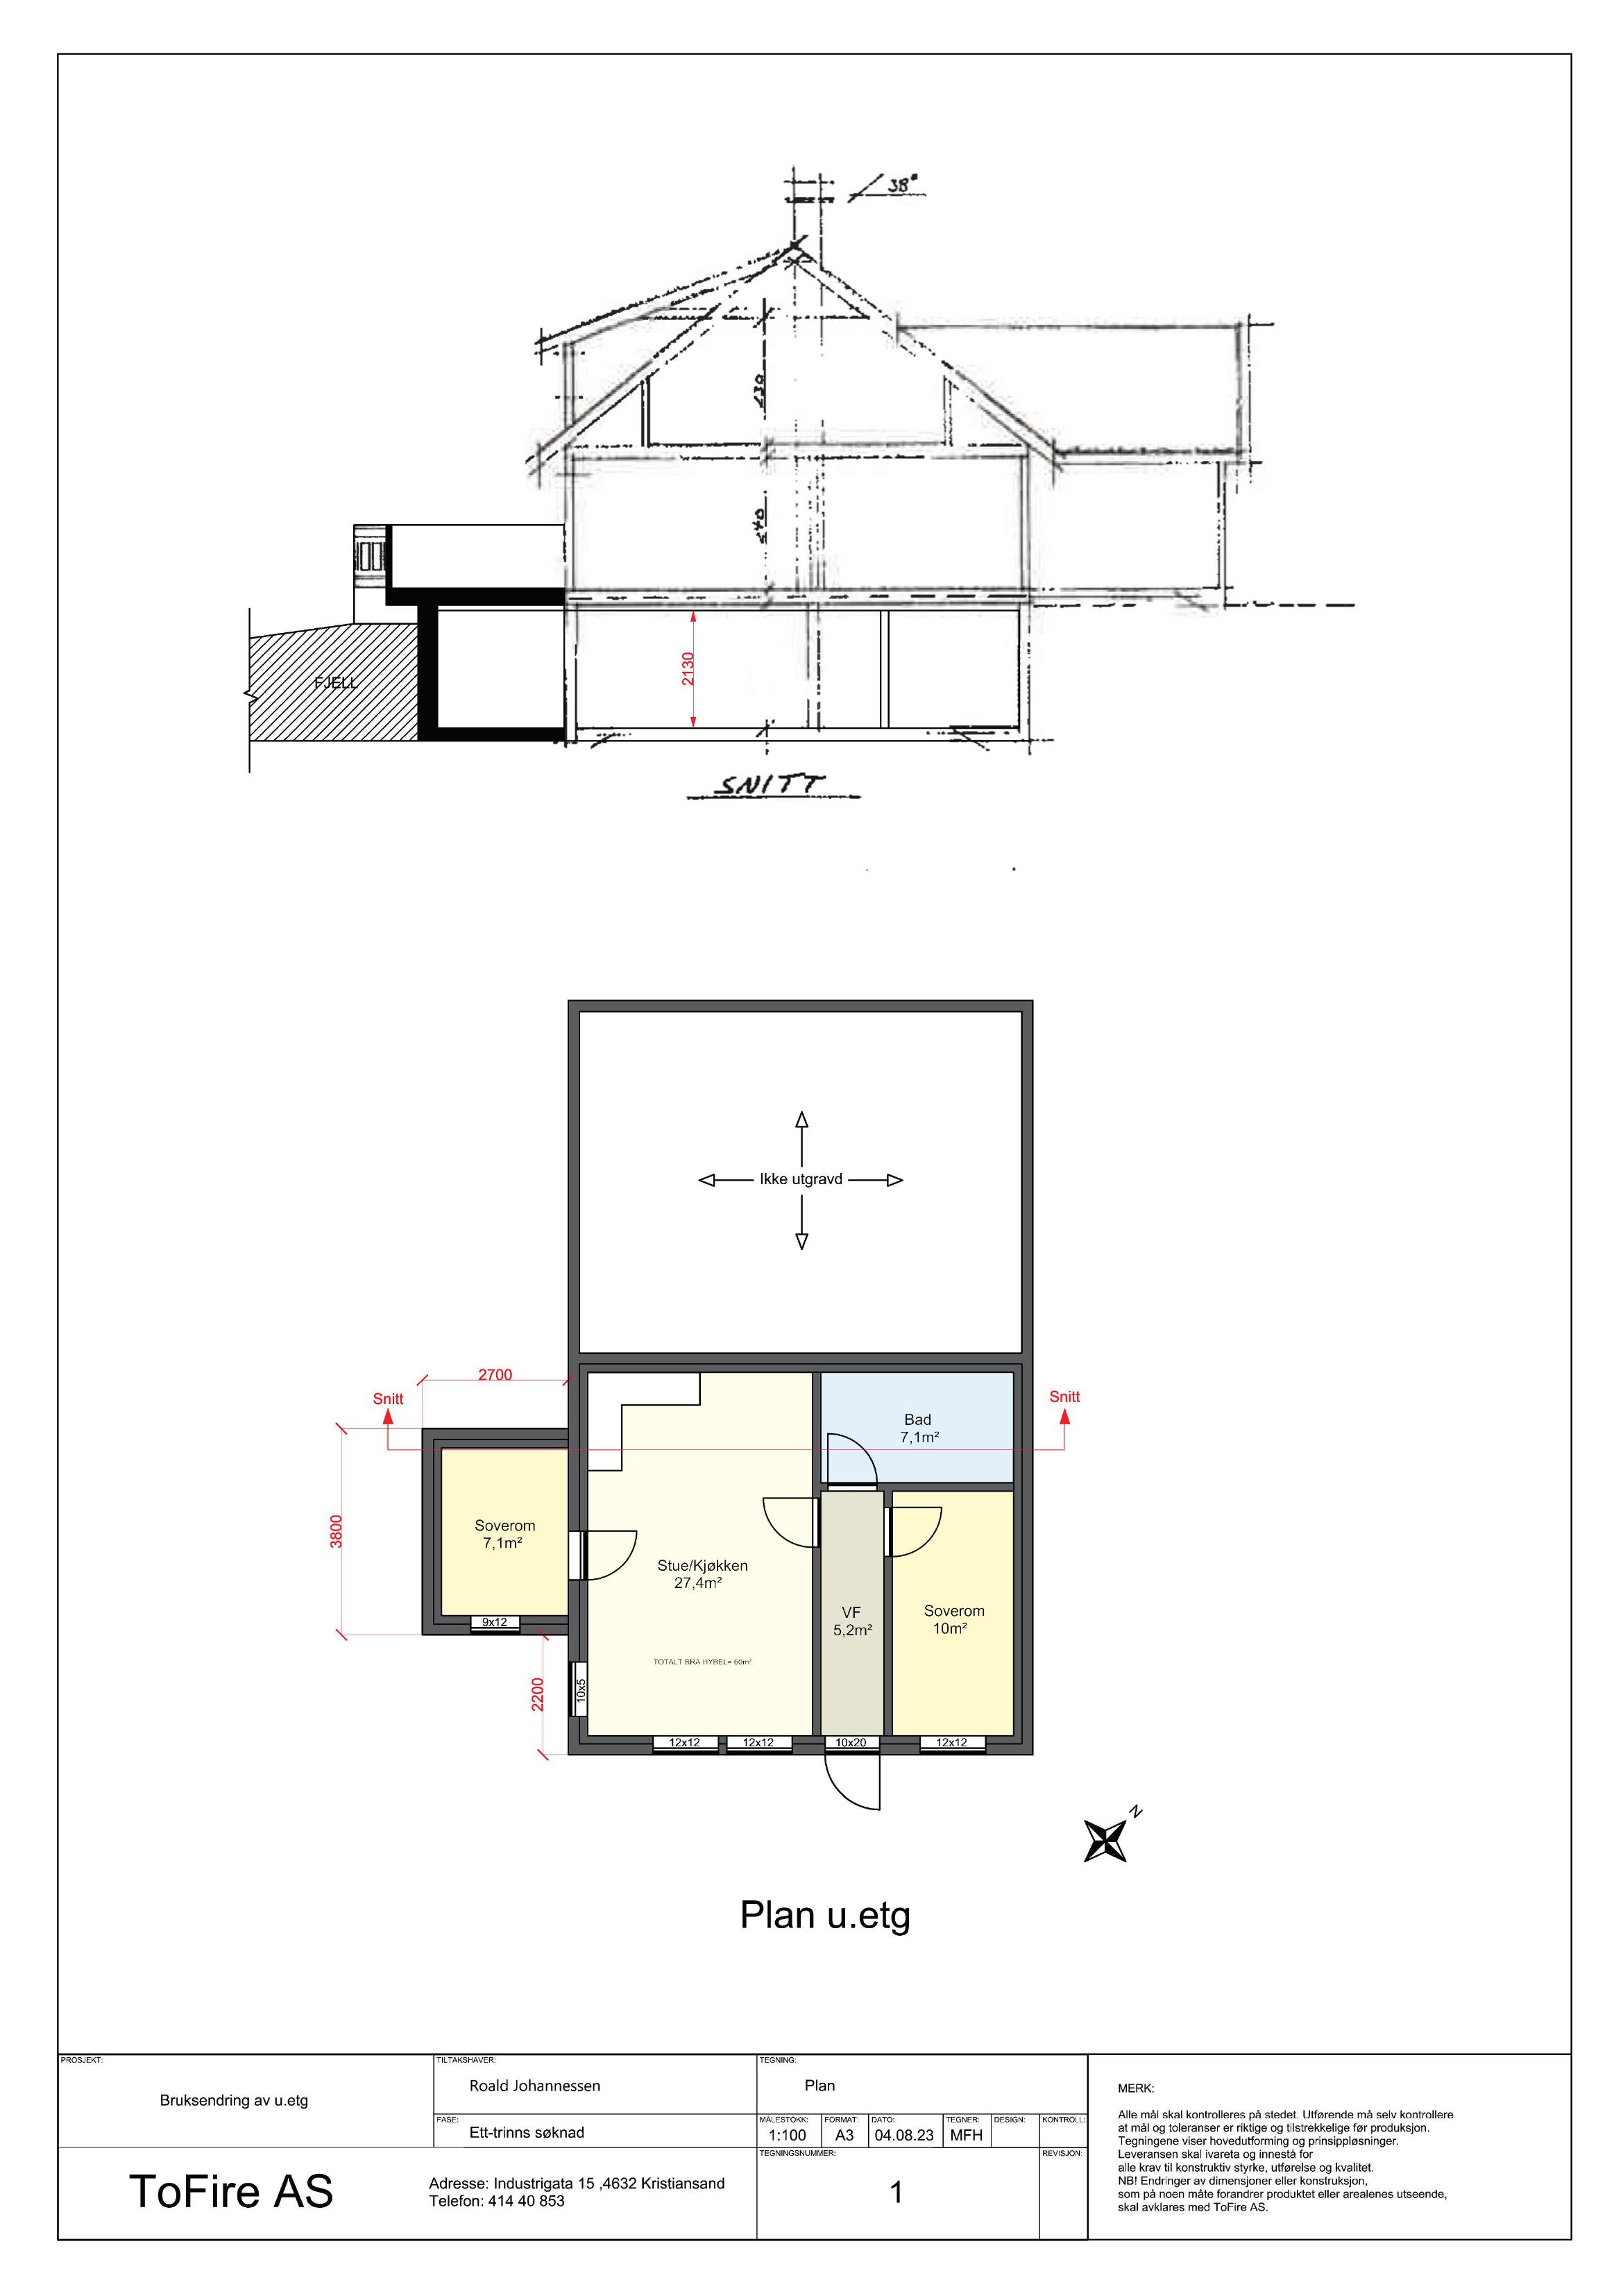 38°
230
240
2130
FJELL
SNITT
Ikke utgravd
2700
Snitt
Snitt
Bad
7,1m²
3800
Soverom
7,1m²
Stue/Kjøkken
27,4m²
VF
5,2m²
Soverom
10m²
9x12
TOTALT BRA HYBEL= 60m²
2200
10x5
12x12
12x12
10x20
12x12
N
Plan u.etg
PROSJEKT:
Bruksendring av u.etg
TILTAKSHAVER:
Roald Johannessen
FASE:
Ett-trinns søknad
TEGNING:
Plan
MÅLESTOKK:
1:100
FORMAT:
A3
DATO:
04.08.23
TEGNER:
MFH
DESIGN:
KONTROLL:
ToFire AS
Adresse: Industrigata 15 ,4632 Kristiansand
Telefon: 414 40 853
TEGNINGSNUMMER:
1
REVISJON:
MERK:
Alle mål skal kontrolleres på stedet. Utførende må selv kontrollere
at mål og toleranser er riktige og tilstrekkelige før produksjon.
Tegningene viser hovedutforming og prinsippløsninger.
Leveransen skal ivareta og innestå for
alle krav til konstruktiv styrke, utførelse og kvalitet.
NB! Endringer av dimensjoner eller konstruksjon,
som på noen måte forandrer produktet eller arealenes utseende,
skal avklares med ToFire AS.